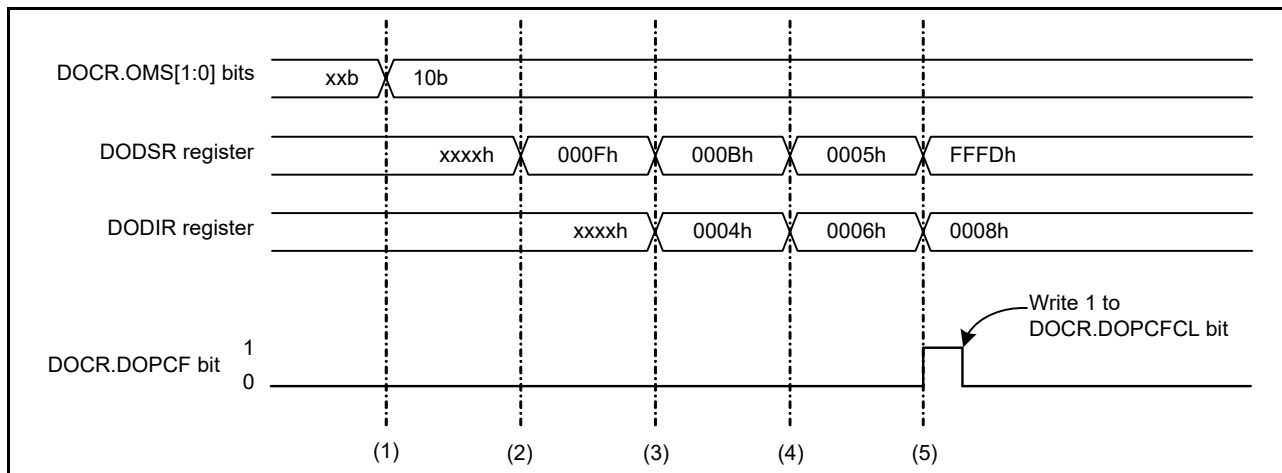 DOCR.OMS[1:0] bits
xxb
10b
DODSR register
xxxxh
000Fh
000Bh
0005h
FFFDh
DODIR register
xxxxh
0004h
0006h
0008h
Write 1 to
DOCR.DOPCFCL bit
DOCR.DOPCF bit
1
0
(1)
(2)
(3)
(4)
(5)